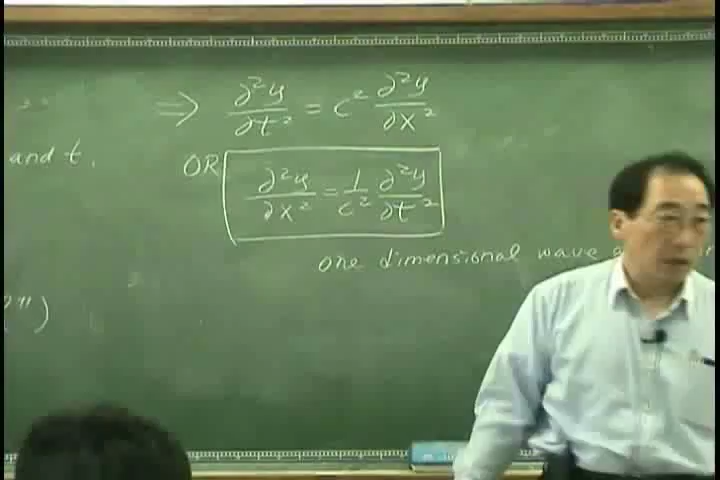 ⇒ ∂²y/∂t² = c² ∂²y/∂x²
and t.
OR ∂²y/∂x² = 1/c² ∂²y/∂t²
one dimensional wave